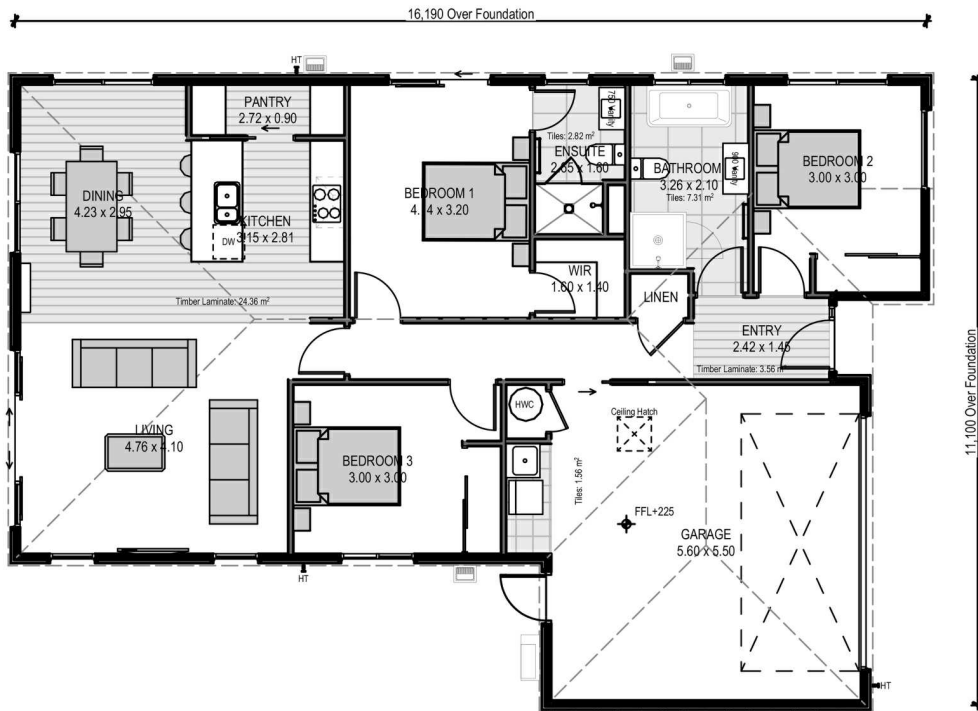 16,190 Over Foundation
HT
PANTRY
2.72 x 0.90
750 Vanity
Tiles: 2.82 m²
ENSUITE
2.65 x 1.60
BATHROOM
3.26 x 2.10
Tiles: 7.31 m²
900 Vanity
BEDROOM 2
3.00 x 3.00
DINING
4.23 x 2.95
KITCHEN
3.15 x 2.81
DW
BEDROOM 1
3.20
WIR
1.60 x 1.40
LINEN
Timber Laminate: 24.36 m²
ENTRY
2.42 x 1.45
Timber Laminate: 3.56 m²
LIVING
4.76 x 4.10
HWC
Ceiling Hatch
BEDROOM 3
3.00 x 3.00
Tiles: 1.56 m²
FFL+225
GARAGE
5.60 x 5.50
11,100 Over Foundation
HT
HT